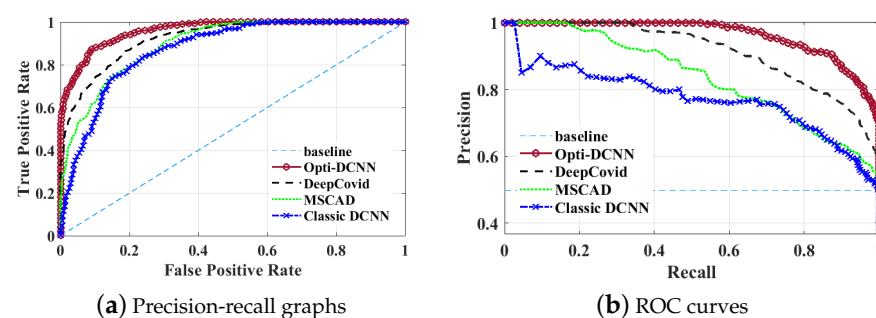 True Positive Rate
1
0.8
0.6
0.4
0.2
0
baseline
Opti-DCNN
DeepCovid
MSCAD
Classic DCNN
0 0.2 0.4 0.6 0.8 1
False Positive Rate
(a) Precision-recall graphs
Precision
1
0.8
0.6
0.4
baseline
Opti-DCNN
DeepCovid
MSCAD
Classic DCNN
0 0.2 0.4 0.6 0.8 1
Recall
(b) ROC curves